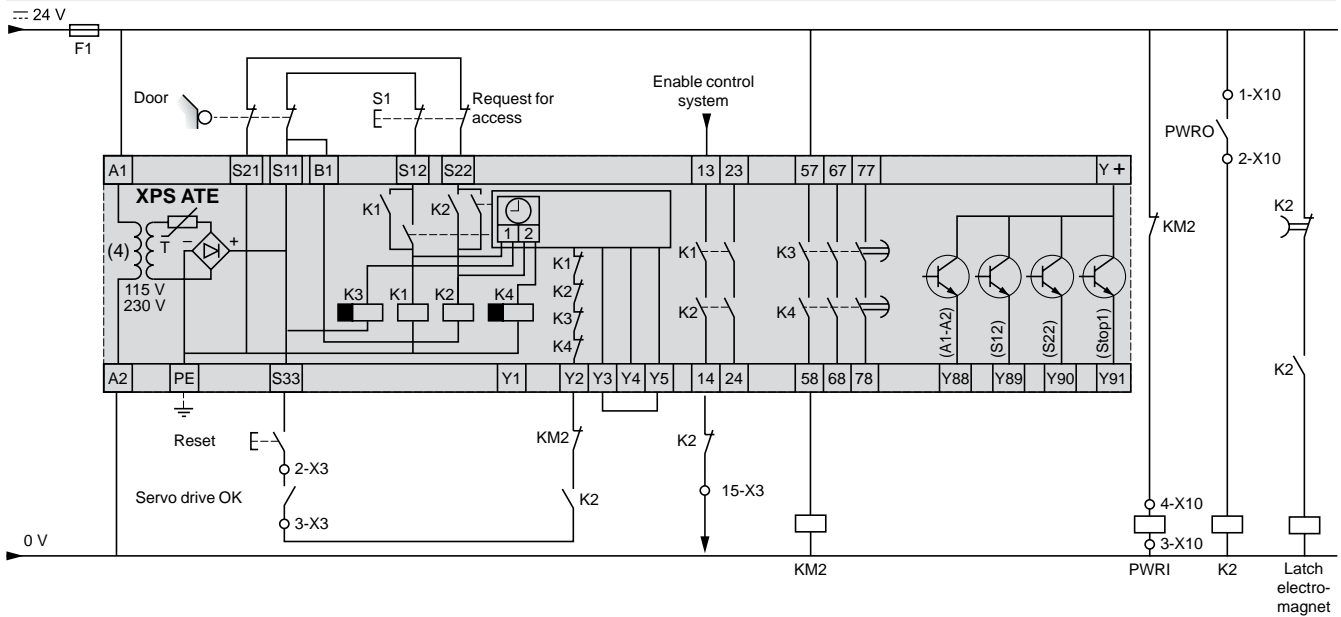 24 V
F1
Door
S1
Request for
access
Enable control
system
1-X10
PWRO
2-X10
A1
S21
S11
B1
S12
S22
13
23
57
67
77
Y +
XPS ATE
K1
K2
1
2
KM2
K2
(4)
T
–
+
115 V
230 V
K1
K2
K3
K4
K1
K2
K3
K4
K3
K1
K2
K4
(A1-A2)
(S12)
(S22)
(Stop1)
K2
A2
PE
S33
Y1
Y2
Y3
Y4
Y5
14
24
58
68
78
Y88
Y89
Y90
Y91
Reset
KM2
K2
2-X3
Servo drive OK
K2
15-X3
3-X3
4-X10
0 V
3-X10
KM2
PWRI
K2
Latch
electro-
magnet